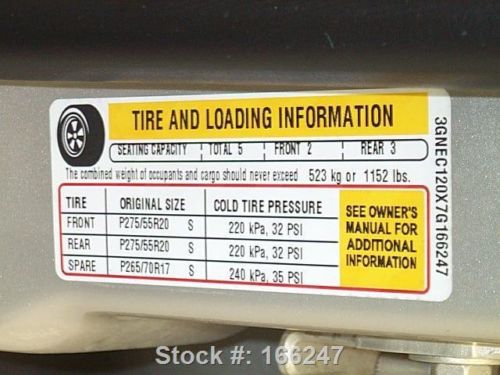 TIRE AND LOADING INFORMATION
SEATING CAPACITY TOTAL 5 FRONT 2 REAR 3
The combined weight of occupants and cargo should never exceed 523 kg or 1152 lbs.
TIRE ORIGINAL SIZE COLD TIRE PRESSURE
FRONT P275/55R20 S 220 kPa, 32 PSI
REAR P275/55R20 S 220 kPa, 32 PSI
SPARE P265/70R17 S 240 kPa, 35 PSI
SEE OWNER'S
MANUAL FOR
ADDITIONAL
INFORMATION
3GNEC120X7G166247
Stock #: 166247